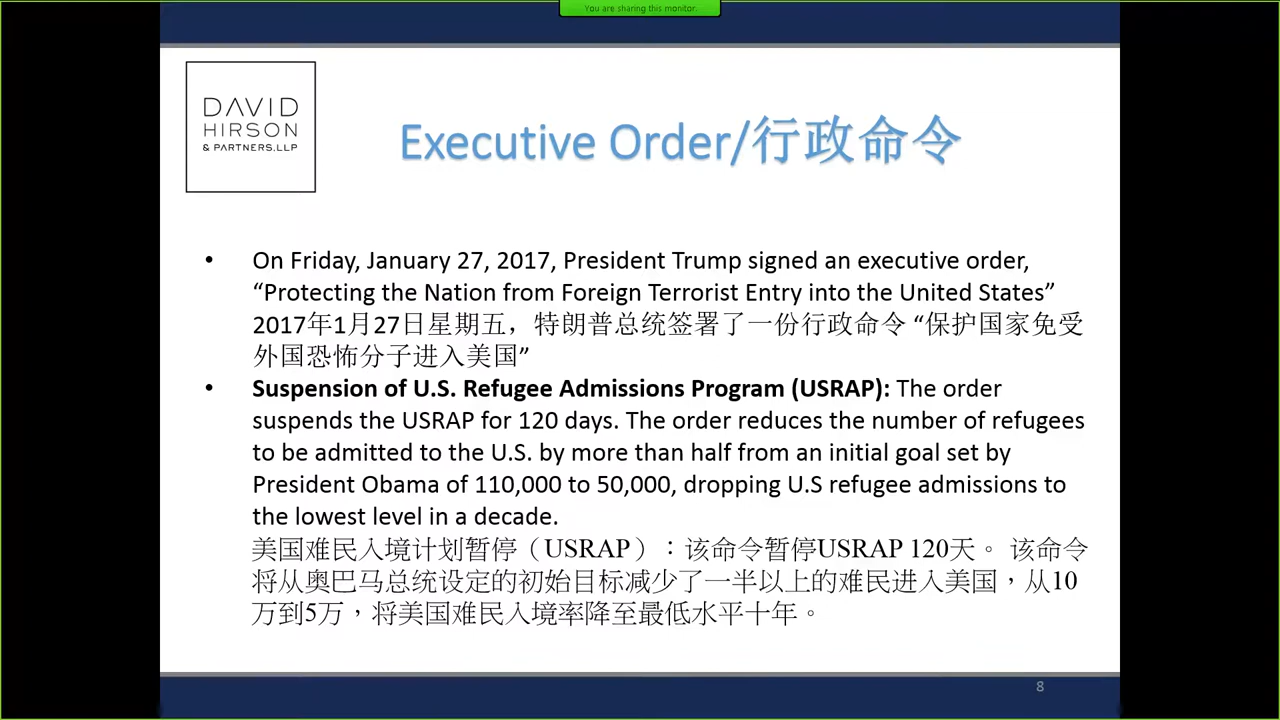 You are sharing this monitor.
DAVID
HIRSON
& PARTNERS,LLP
Executive Order/行政命令
• On Friday, January 27, 2017, President Trump signed an executive order,
“Protecting the Nation from Foreign Terrorist Entry into the United States”
2017年1月27日星期五，特朗普总统签署了一份行政命令 “保护国家免受
外国恐怖分子进入美国”
• Suspension of U.S. Refugee Admissions Program (USRAP): The order
suspends the USRAP for 120 days. The order reduces the number of refugees
to be admitted to the U.S. by more than half from an initial goal set by
President Obama of 110,000 to 50,000, dropping U.S refugee admissions to
the lowest level in a decade.
美国难民入境计划暂停（USRAP）：该命令暂停USRAP 120天。 该命令
将从奥巴马总统设定的初始目标减少了一半以上的难民进入美国，从10
万到5万，将美国难民入境率降至最低水平十年。
8